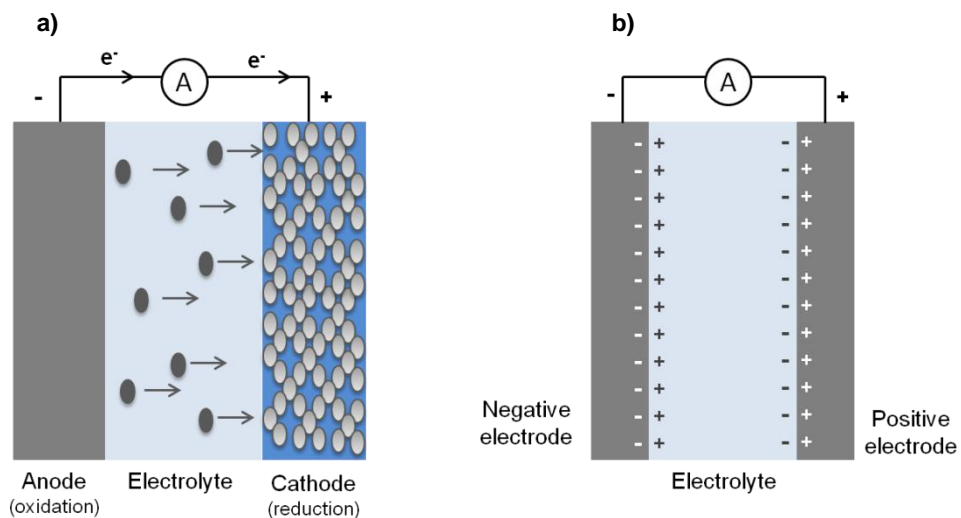 a)
e⁻
A
e⁻
-
+
Anode
(oxidation)
Electrolyte
Cathode
(reduction)
b)
A
-
+
- + - +
- + - +
- + - +
- + - +
- + - +
- + - +
- + - +
- + - +
- + - +
- + - +
- + - +
- + - +
Negative
electrode
Positive
electrode
Electrolyte